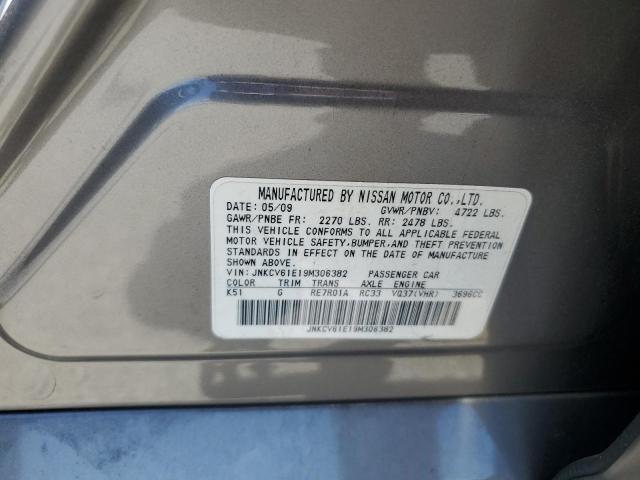 MANUFACTURED BY NISSAN MOTOR CO.,LTD.
DATE: 05/09 GVWR/PNBV: 4722 LBS.
GAWR/PNBE FR: 2270 LBS. RR: 2478 LBS.
THIS VEHICLE CONFORMS TO ALL APPLICABLE FEDERAL
MOTOR VEHICLE SAFETY,BUMPER,AND THEFT PREVENTION
STANDARDS IN EFFECT ON THE DATE OF MANUFACTURE
SHOWN ABOVE.
VIN: JNKCV61E19M306382 PASSENGER CAR
COLOR TRIM TRANS AXLE ENGINE
K51 G RE7R01A RC33 VQ37(VHR) 3696CC
JNKCV61E19M306382